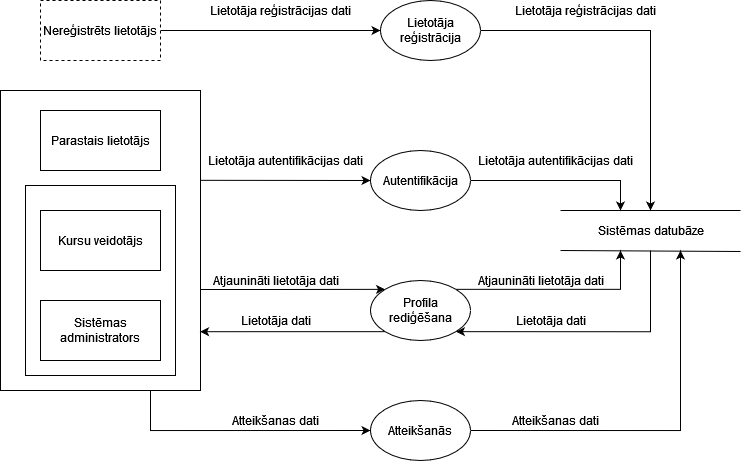 Lietotāja reģistrācijas dati
Lietotāja reģistrācijas dati
Nereģistrēts lietotājs
Lietotāja
reģistrācija
Parastais lietotājs
Lietotāja autentifikācijas dati
Lietotāja autentifikācijas dati
Autentifikācija
Kursu veidotājs
Sistēmas datubāze
Atjaunināti lietotāja dati
Atjaunināti lietotāja dati
Profila
rediģēšana
Sistēmas
administrators
Lietotāja dati
Lietotāja dati
Atteikšanas dati
Atteikšanas dati
Atteikšanās